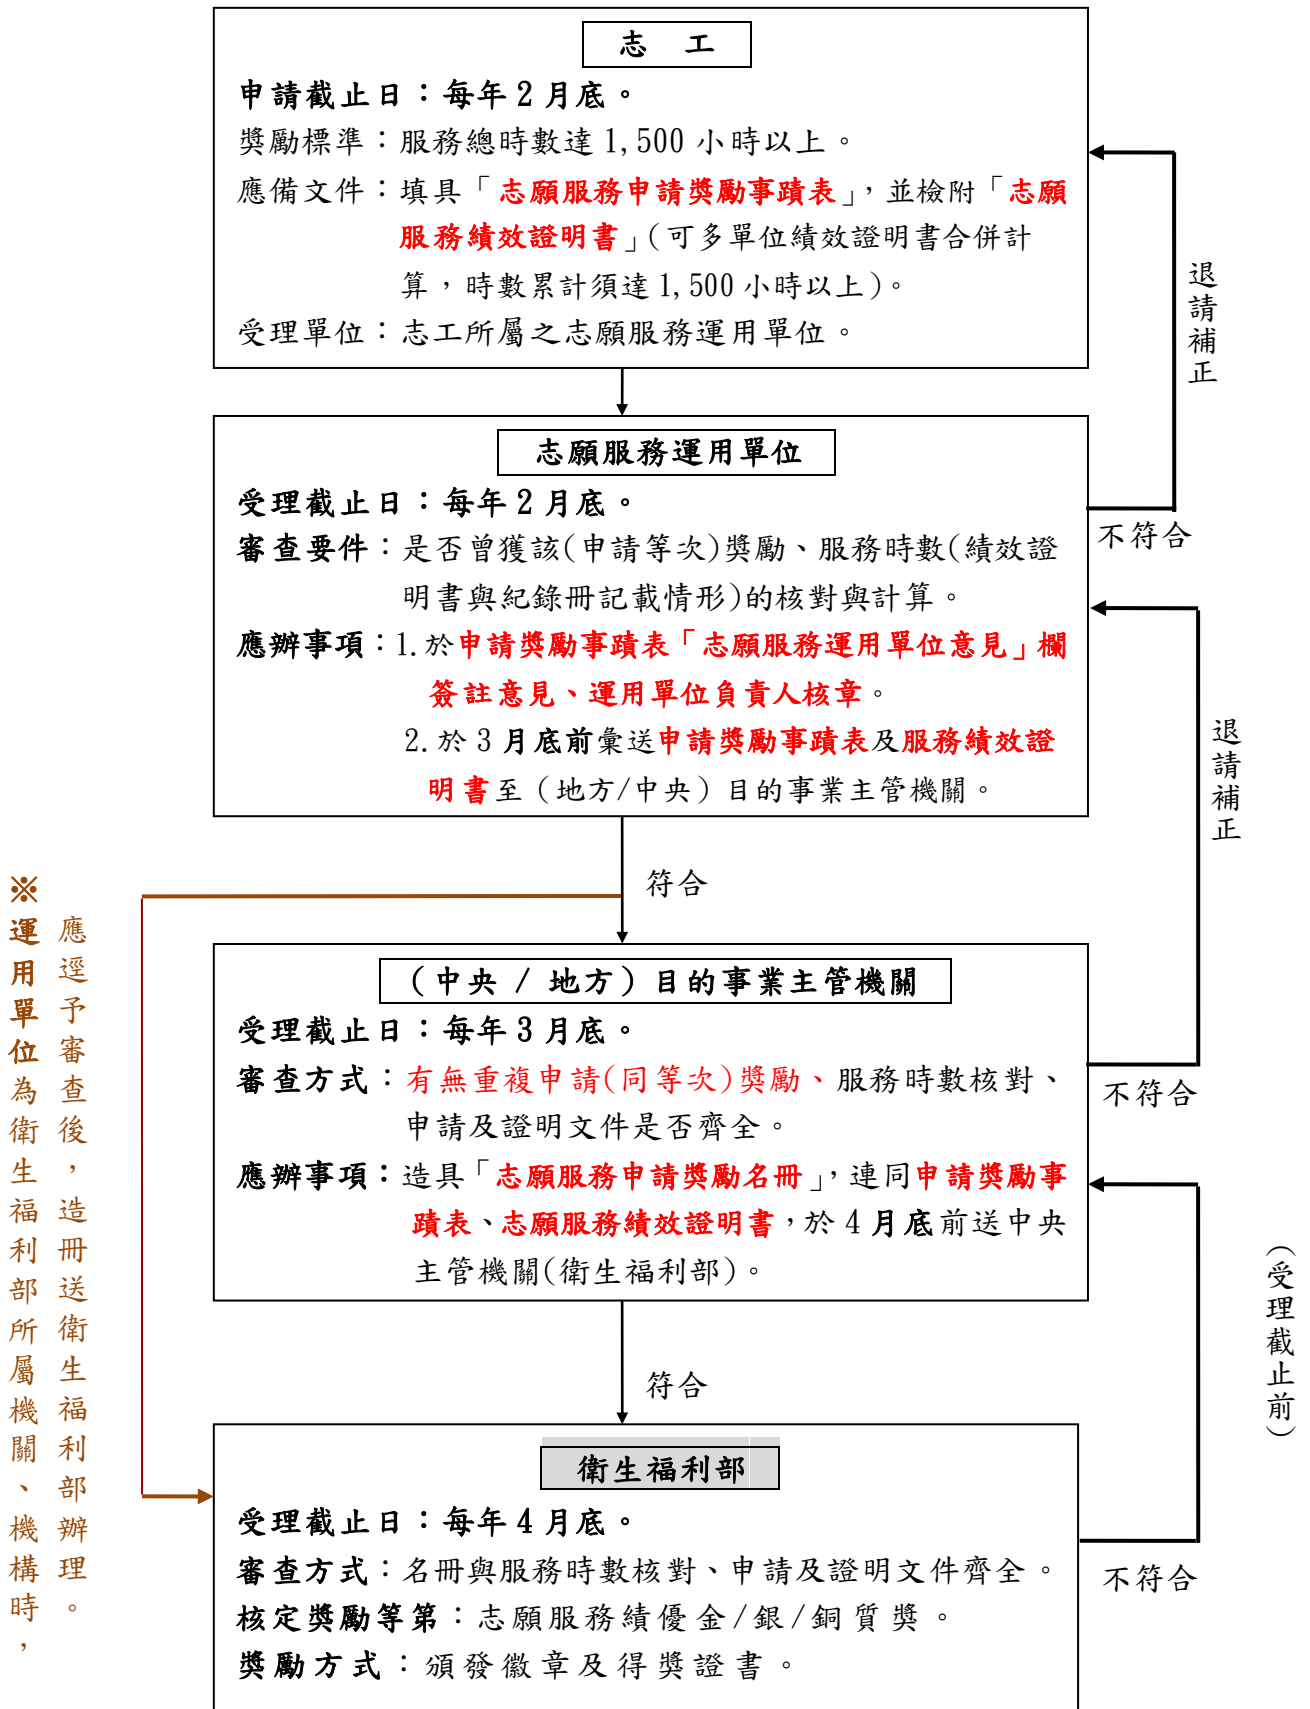 志　工
申請截止日：每年2月底。
獎勵標準：服務總時數達1,500小時以上。
應備文件：填具「志願服務申請獎勵事蹟表」，並檢附「志願
服務績效證明書」(可多單位績效證明書合併計
算，時數累計須達1,500小時以上)。
受理單位：志工所屬之志願服務運用單位。
退請補正
志願服務運用單位
受理截止日：每年2月底。
審查要件：是否曾獲該(申請等次)獎勵、服務時數(績效證
明書與紀錄冊記載情形)的核對與計算。
應辦事項：1.於申請獎勵事蹟表「志願服務運用單位意見」欄
簽註意見、運用單位負責人核章。
2.於3月底前彙送申請獎勵事蹟表及服務績效證
明書至（地方/中央）目的事業主管機關。
不符合
退請補正
符合
※運用單位為衛生福利部所屬機關、機構時，
應逕予審查後，造冊送衛生福利部辦理。
（中央 / 地方）目的事業主管機關
受理截止日：每年3月底。
審查方式：有無重複申請(同等次)獎勵、服務時數核對、
申請及證明文件是否齊全。
應辦事項：造具「志願服務申請獎勵名冊」，連同申請獎勵事
蹟表、志願服務績效證明書，於4月底前送中央
主管機關(衛生福利部)。
不符合
（受理截止前）
符合
衛生福利部
受理截止日：每年4月底。
審查方式：名冊與服務時數核對、申請及證明文件齊全。
核定獎勵等第：志願服務績優金/銀/銅質獎。
獎勵方式：頒發徽章及得獎證書。
不符合